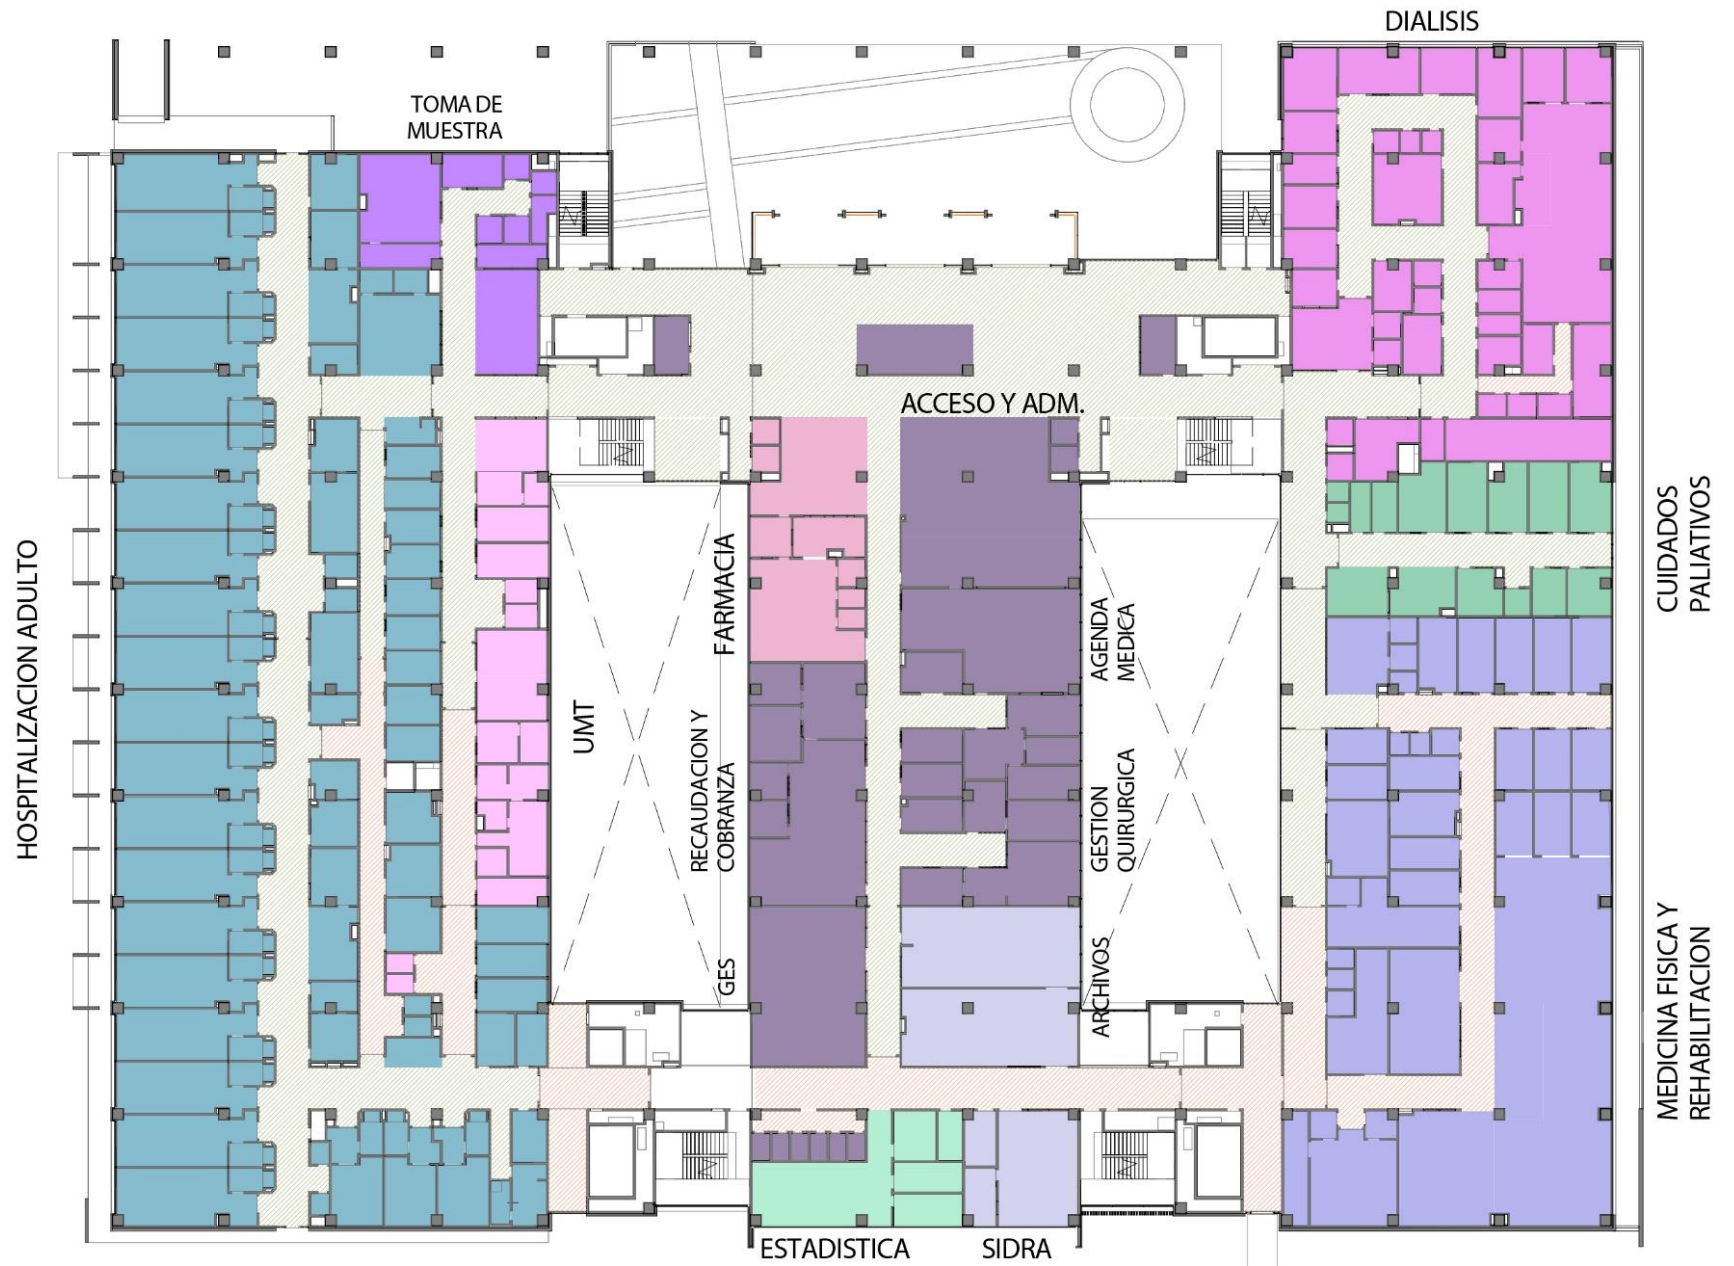 DIALISIS
TOMA DE
MUESTRA
ACCESO Y ADM.
HOSPITALIZACION ADULTO
UMT
FARMACIA
RECAUDACION Y
COBRANZA
GES
AGENDA
MEDICA
GESTION
QUIRURGICA
ARCHIVOS
CUIDADOS
PALIATIVOS
MEDICINA FISICA Y
REHABILITACION
ESTADISTICA
SIDRA